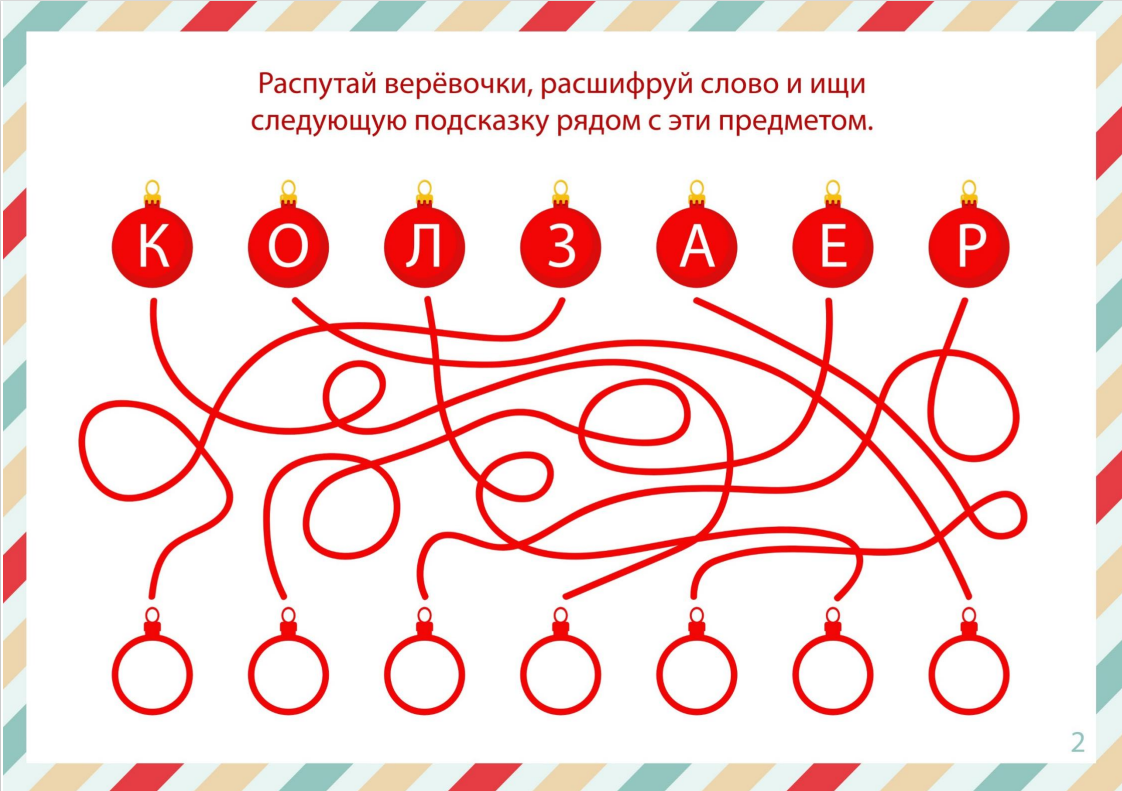 Распутай верёвочки, расшифруй слово и ищи
следующую подсказку рядом с эти предметом.
К О Л З А Е Р
2